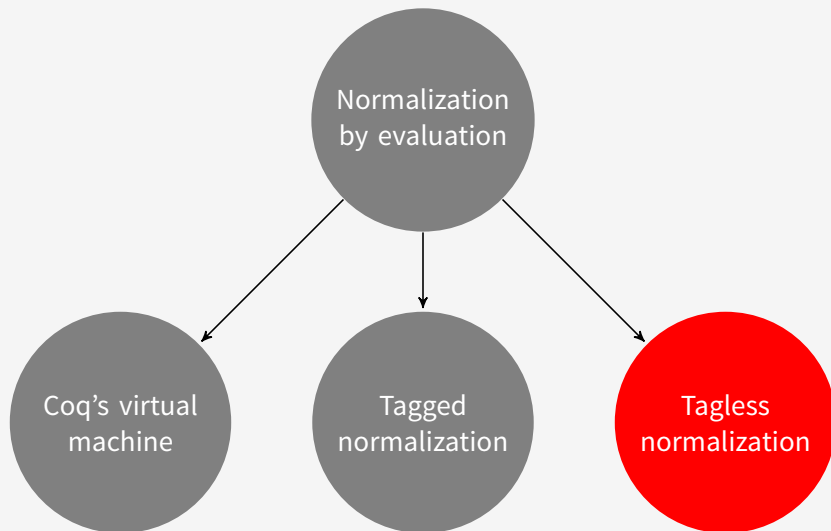 Normalization
by evaluation
Coq's virtual
machine
Tagged
normalization
Tagless
normalization